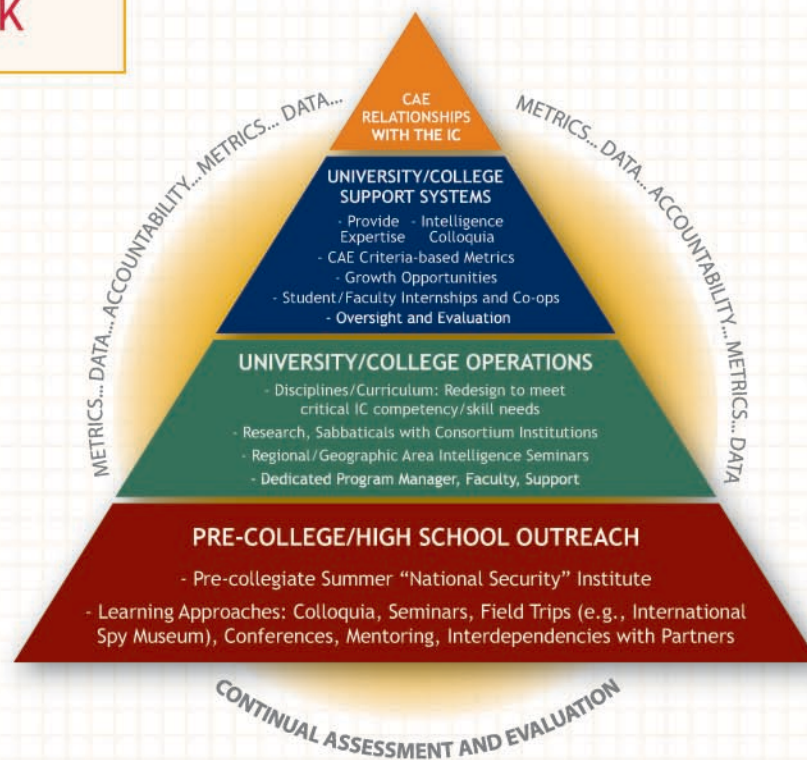 K
METRICS... DATA... ACCOUNTABILITY...METRICS... DATA...
METRICS... DATA... ACCOUNTABILITY... METRICS... DATA
CAE
RELATIONSHIPS
WITH THE IC
UNIVERSITY/COLLEGE
SUPPORT SYSTEMS
- Provide - Intelligence
Expertise Colloquia
- CAE Criteria-based Metrics
- Growth Opportunities
- Student/Faculty Internships and Co-ops
- Oversight and Evaluation
UNIVERSITY/COLLEGE OPERATIONS
- Disciplines/Curriculum: Redesign to meet
critical IC competency/skill needs
- Research, Sabbaticals with Consortium Institutions
- Regional/Geographic Area Intelligence Seminars
- Dedicated Program Manager, Faculty, Support
PRE-COLLEGE/HIGH SCHOOL OUTREACH
- Pre-collegiate Summer “National Security” Institute
- Learning Approaches: Colloquia, Seminars, Field Trips (e.g., International
Spy Museum), Conferences, Mentoring, Interdependencies with Partners
CONTINUAL ASSESSMENT AND EVALUATION